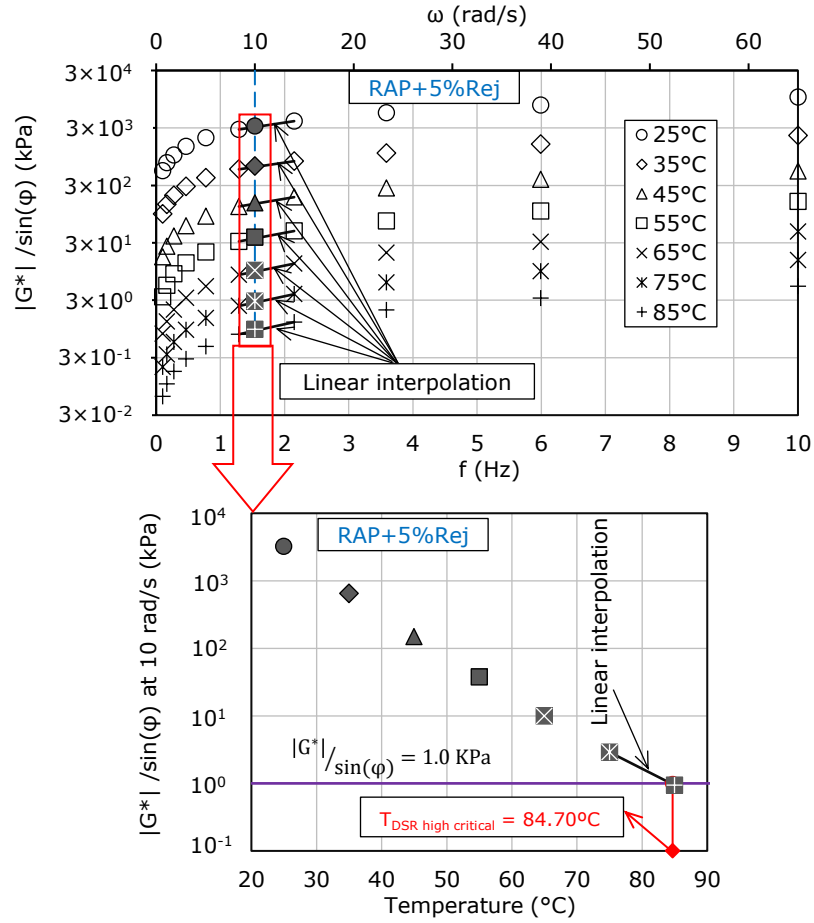 ω (rad/s)
0 10 20 30 40 50 60
3×10⁴
3×10³
3×10²
3×10¹
3×10⁰
3×10⁻¹
3×10⁻²
|G*|/sin(φ) (kPa)
RAP+5%Rej
25°C
35°C
45°C
55°C
65°C
75°C
85°C
Linear interpolation
0 1 2 3 4 5 6 7 8 9 10
f (Hz)
10⁴
10³
10²
10¹
10⁰
10⁻¹
|G*|/sin(φ) at 10 rad/s (kPa)
RAP+5%Rej
Linear interpolation
|G*|/sin(φ) = 1.0 KPa
T_DSR high critical = 84.70ºC
20 30 40 50 60 70 80 90
Temperature (°C)